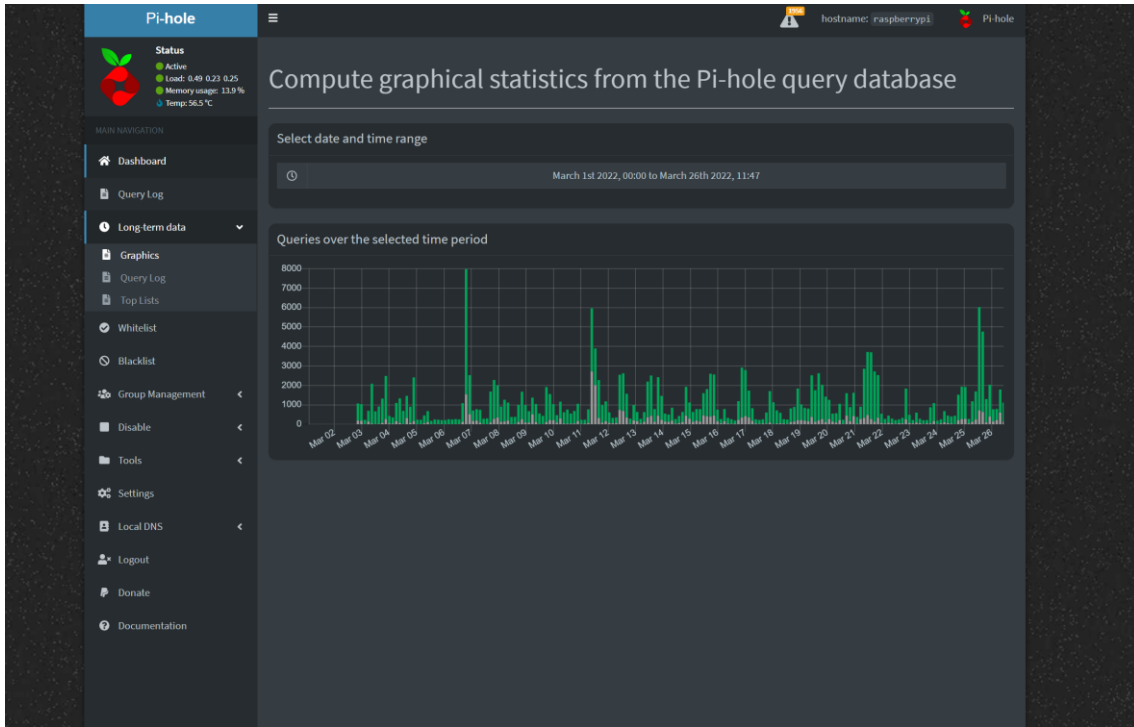 Pi-hole
1956
hostname: raspberrypi
Pi-hole
Status
Active
Load: 0.49 0.23 0.25
Memory usage: 13.9 %
Temp: 56.5 °C
MAIN NAVIGATION
Dashboard
Query Log
Long-term data
Graphics
Query Log
Top Lists
Whitelist
Blacklist
Group Management
Disable
Tools
Settings
Local DNS
Logout
Donate
Documentation
Compute graphical statistics from the Pi-hole query database
Select date and time range
March 1st 2022, 00:00 to March 26th 2022, 11:47
Queries over the selected time period
8000
7000
6000
5000
4000
3000
2000
1000
0
Mar 02 Mar 03 Mar 04 Mar 05 Mar 06 Mar 07 Mar 08 Mar 09 Mar 10 Mar 11 Mar 12 Mar 13 Mar 14 Mar 15 Mar 16 Mar 17 Mar 18 Mar 19 Mar 20 Mar 21 Mar 22 Mar 23 Mar 24 Mar 25 Mar 26